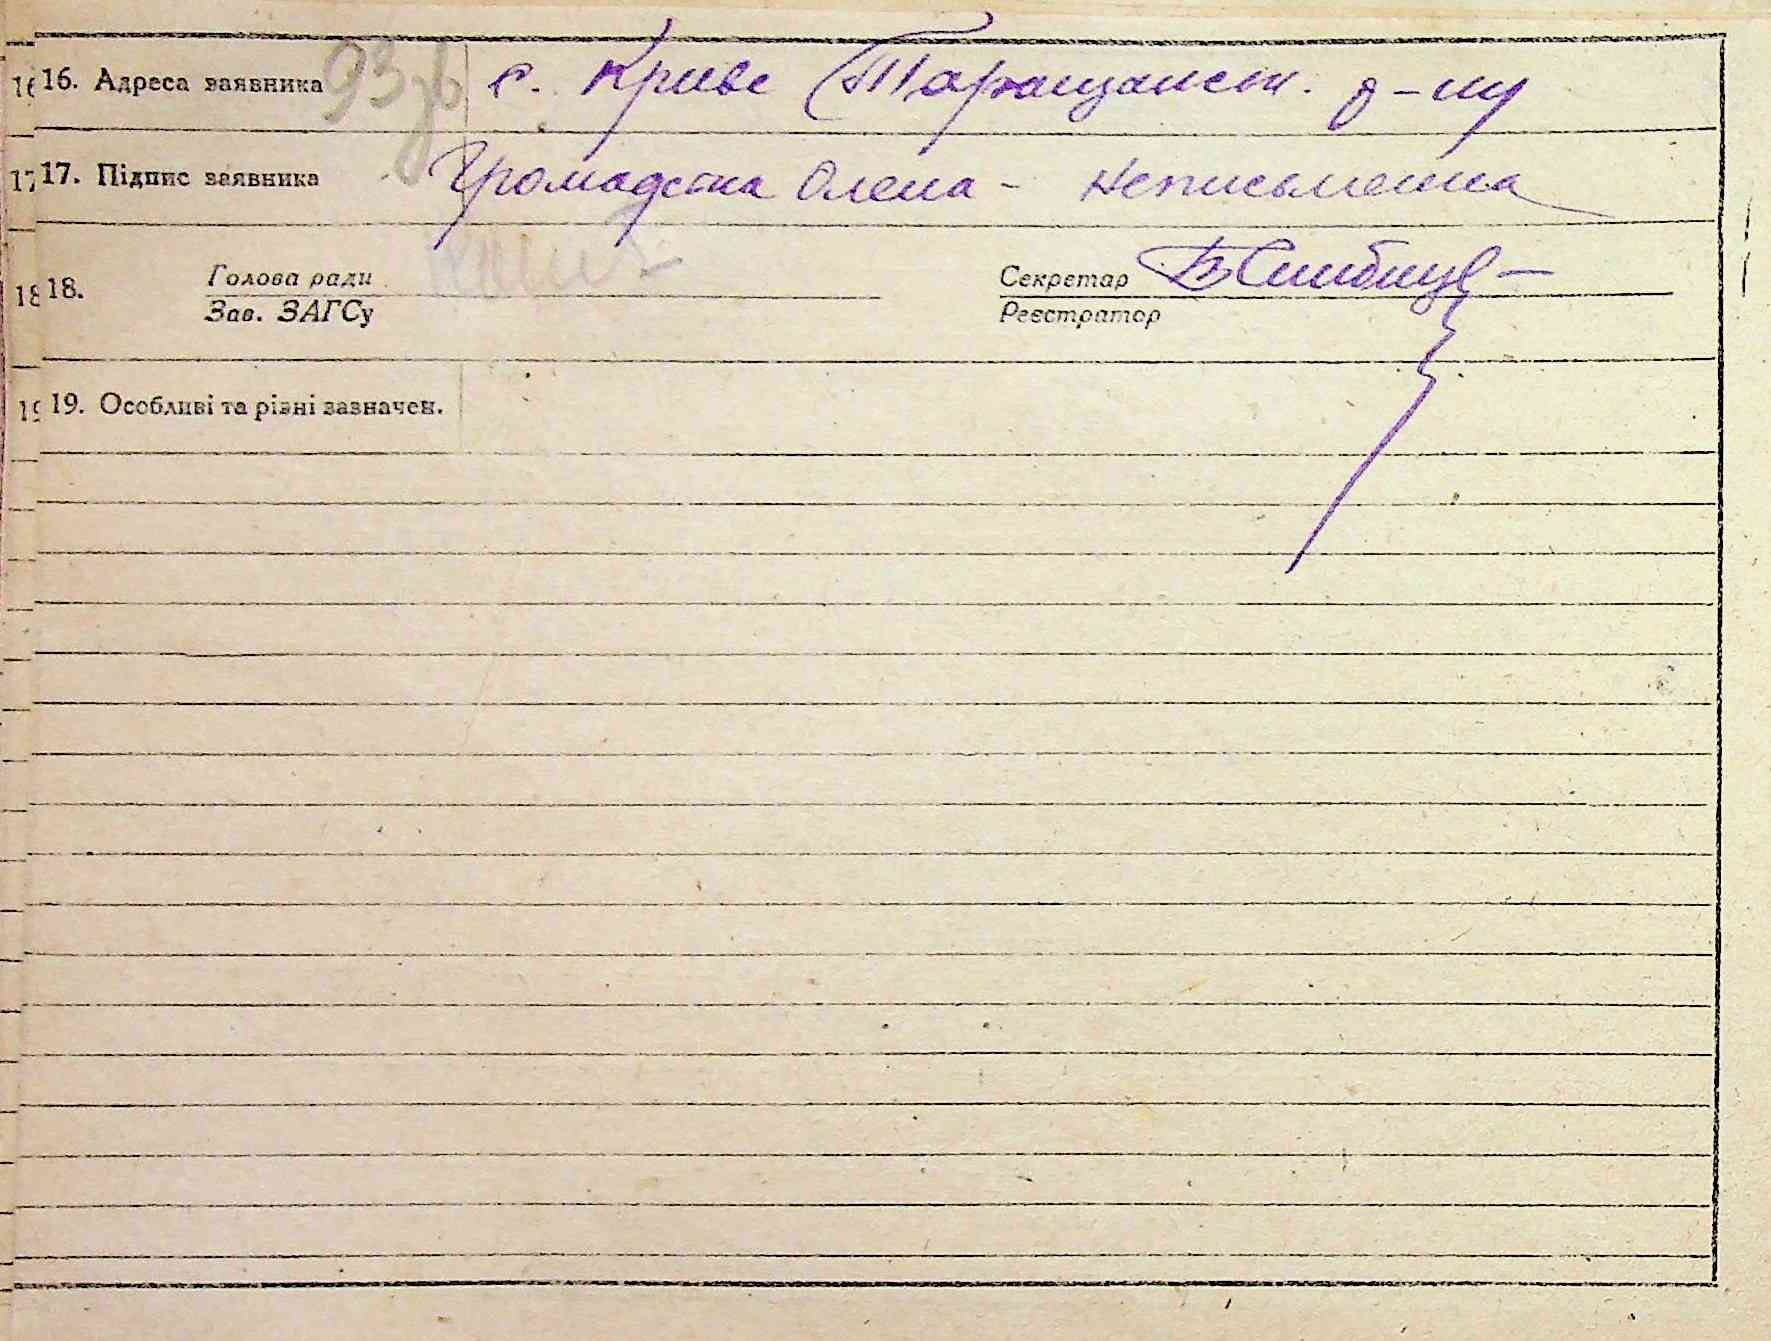 16. Адреса заявника 93зв с. Криве Таращанськ. р-ну
17. Підпис заявника Громадська Олена - неписьменна
18. Голова ради Секретар
Зав. ЗАГСу Реєстратор
19. Особливі та різні зазначен.